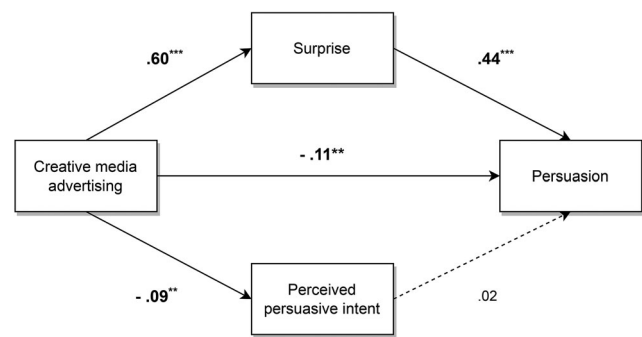 Surprise
.60***
.44***
Creative media
advertising
- .11**
Persuasion
- .09**
Perceived
persuasive intent
.02